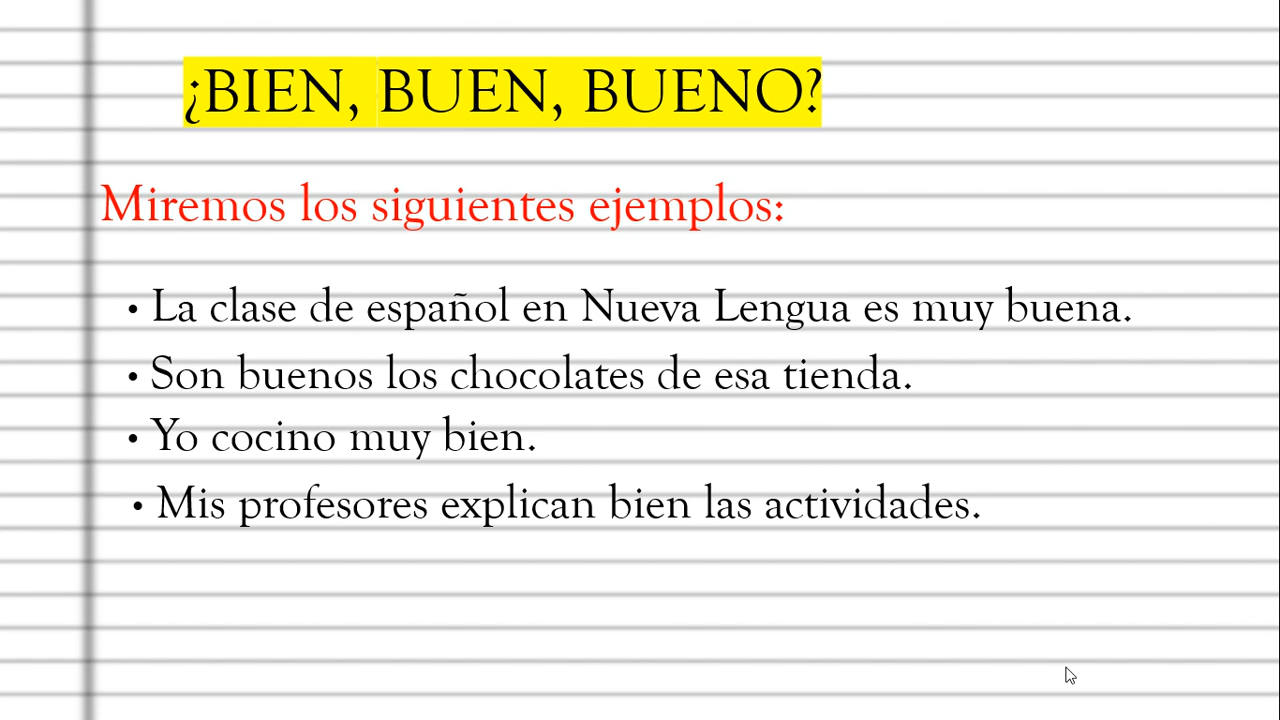 ¿BIEN, BUEN, BUENO?
Miremos los siguientes ejemplos:
• La clase de español en Nueva Lengua es muy buena.
• Son buenos los chocolates de esa tienda.
• Yo cocino muy bien.
• Mis profesores explican bien las actividades.